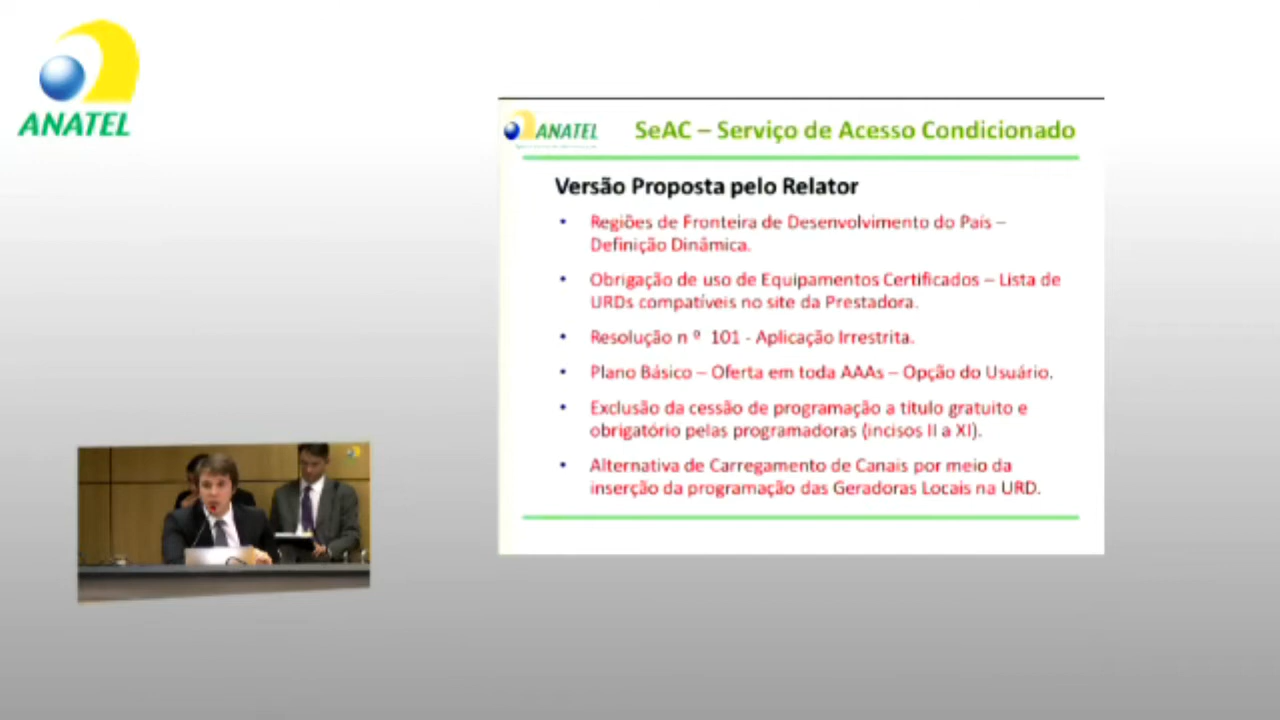 ANATEL
ANATEL
SeAC – Serviço de Acesso Condicionado
Versão Proposta pelo Relator
• Regiões de Fronteira de Desenvolvimento do País –
Definição Dinâmica.
• Obrigação de uso de Equipamentos Certificados – Lista de
URDs compatíveis no site da Prestadora.
• Resolução n º 101 - Aplicação Irrestrita.
• Plano Básico – Oferta em toda AAAs – Opção do Usuário.
• Exclusão da cessão de programação a título gratuito e
obrigatório pelas programadoras (incisos II a XI).
• Alternativa de Carregamento de Canais por meio da
inserção da programação das Geradoras Locais na URD.